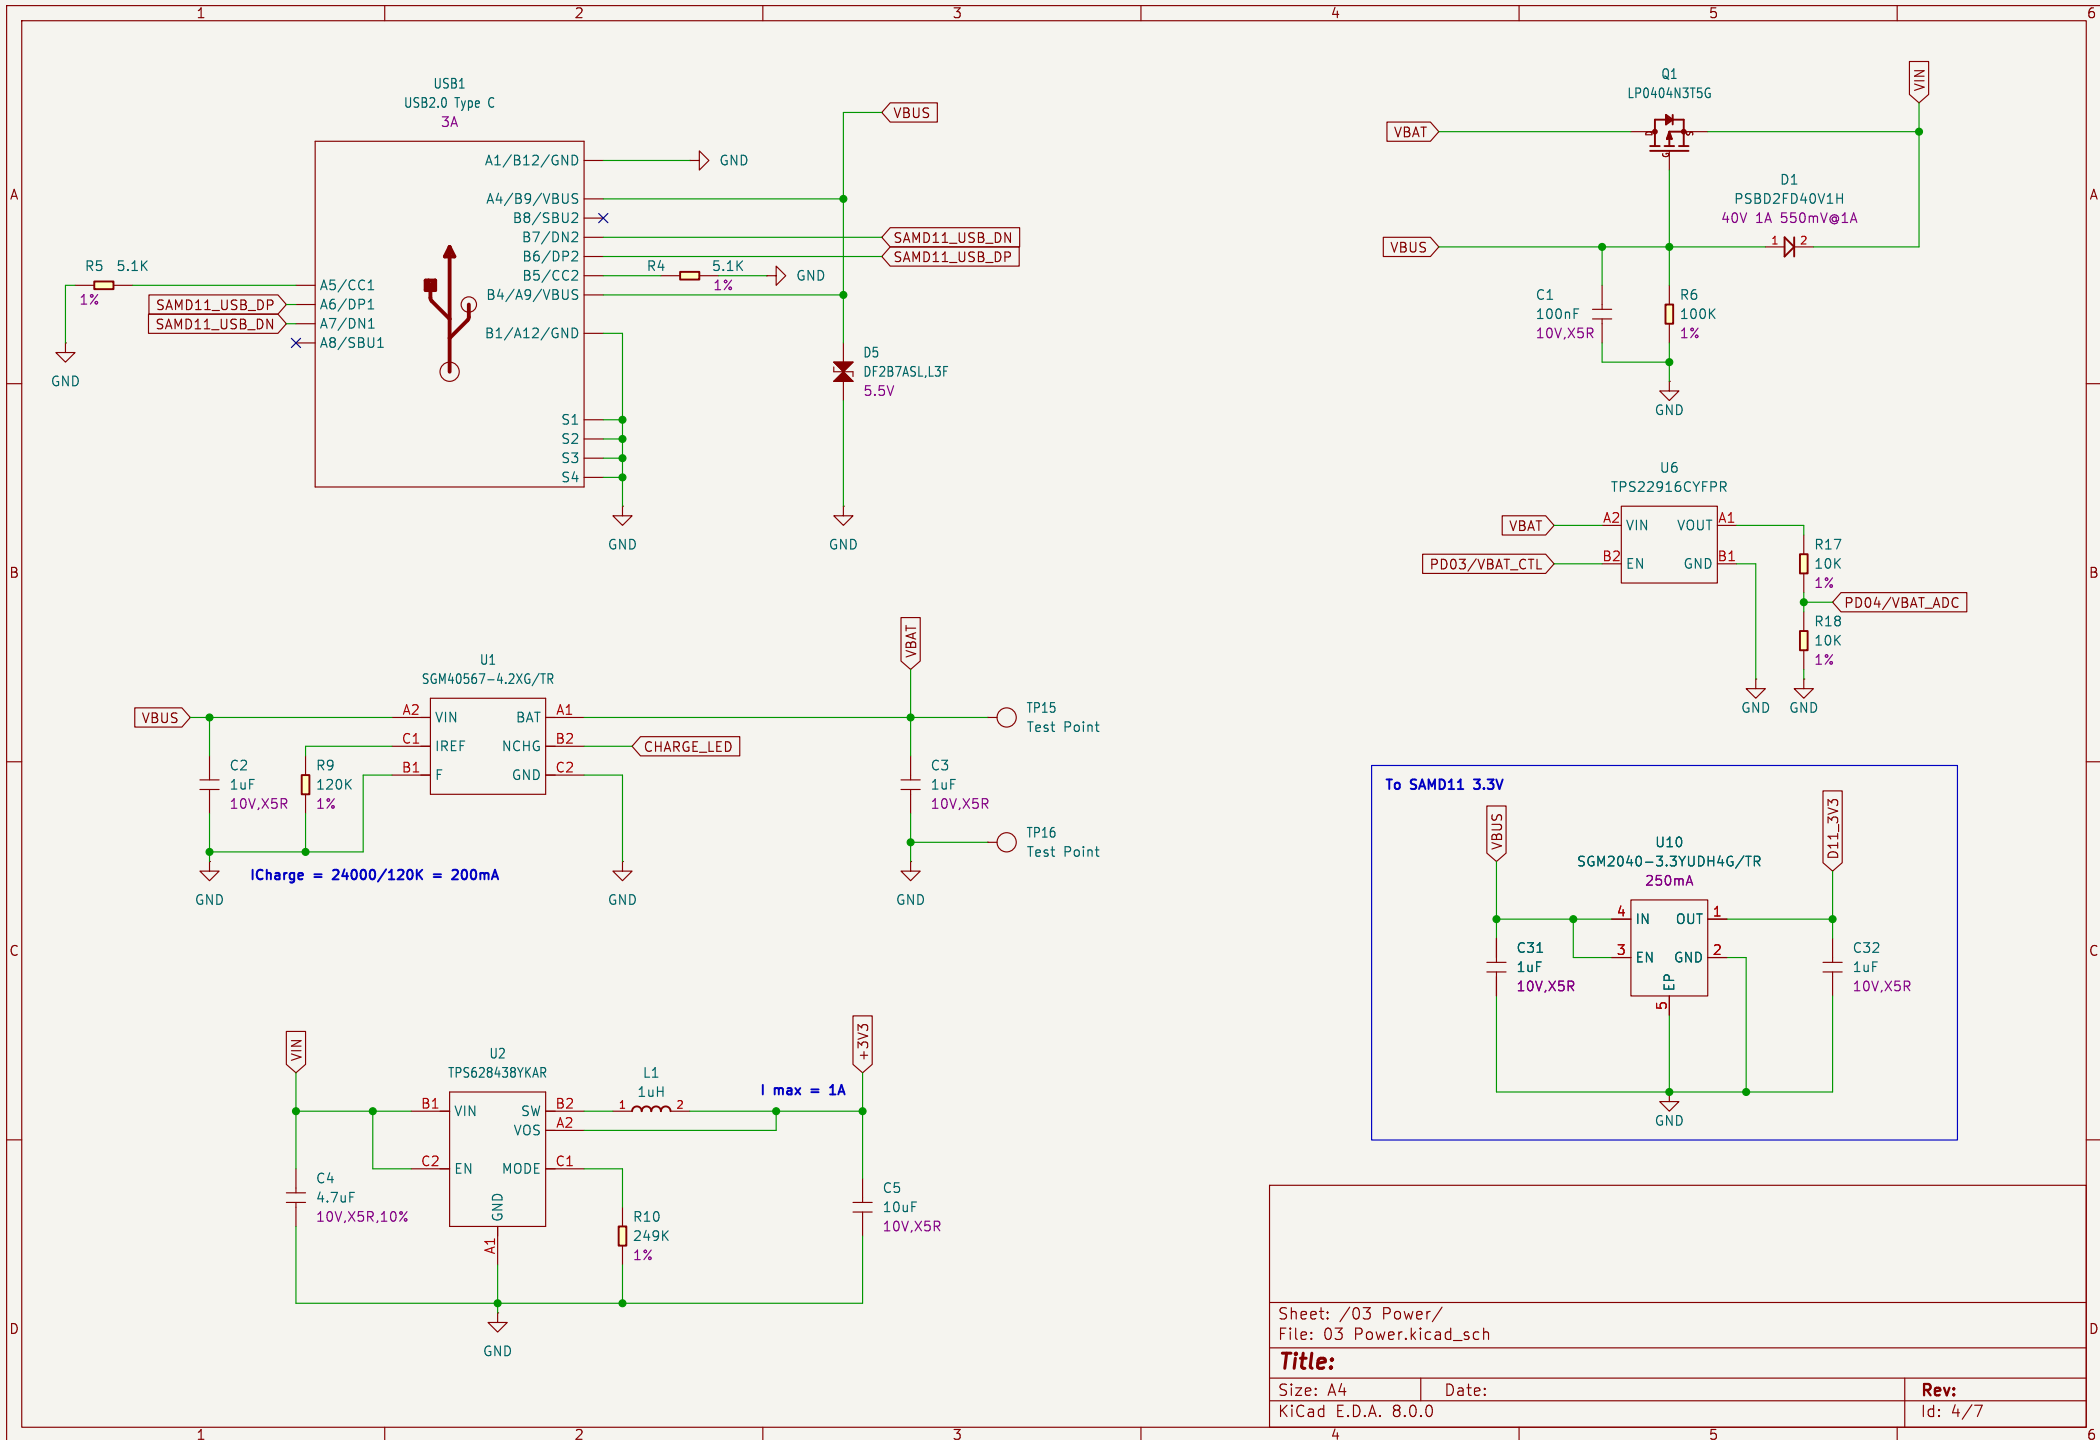 1 2 3 4 5 6
A
B
C
D
USB1
USB2.0 Type C
3A
A1/B12/GND
A4/B9/VBUS
B8/SBU2
B7/DN2
B6/DP2
B5/CC2
B4/A9/VBUS
B1/A12/GND
S1
S2
S3
S4
A5/CC1
A6/DP1
A7/DN1
A8/SBU1
R5 5.1K
1%
SAMD11_USB_DP
SAMD11_USB_DN
GND
VBUS
GND
SAMD11_USB_DN
SAMD11_USB_DP
R4 5.1K
1%
GND
D5
DF2B7ASL,L3F
5.5V
GND
GND
Q1
LP0404N3T5G
D
S
G
VBAT
VIN
D1
PSBD2FD40V1H
40V 1A 550mV@1A
VBUS
1 2
C1
100nF
10V,X5R
R6
100K
1%
GND
U6
TPS22916CYFPR
VBAT
A2 VIN
VOUT A1
PD03/VBAT_CTL
B2 EN
GND B1
R17
10K
1%
PD04/VBAT_ADC
R18
10K
1%
GND
GND
U1
SGM40567-4.2XG/TR
VBUS
A2 VIN
C1 IREF
B1 F
BAT A1
NCHG B2
GND C2
CHARGE_LED
C2
1uF
10V,X5R
R9
120K
1%
GND
ICharge = 24000/120K = 200mA
GND
VBAT
C3
1uF
10V,X5R
TP15
Test Point
TP16
Test Point
GND
To SAMD11 3.3V
VBUS
U10
SGM2040-3.3YUDH4G/TR
250mA
D11_3V3
4 IN
3 EN
OUT 1
GND 2
EP
5
C31
1uF
10V,X5R
C32
1uF
10V,X5R
GND
VIN
U2
TPS628438YKAR
B1 VIN
C2 EN
SW B2
VOS A2
MODE C1
GND
A1
L1
1uH
1 2
I max = 1A
+3V3
C4
4.7uF
10V,X5R,10%
R10
249K
1%
C5
10uF
10V,X5R
GND
Sheet: /03 Power/
File: 03 Power.kicad_sch
Title:
Size: A4
Date:
Rev:
KiCad E.D.A. 8.0.0
Id: 4/7
A
B
C
D
1 2 3 4 5 6